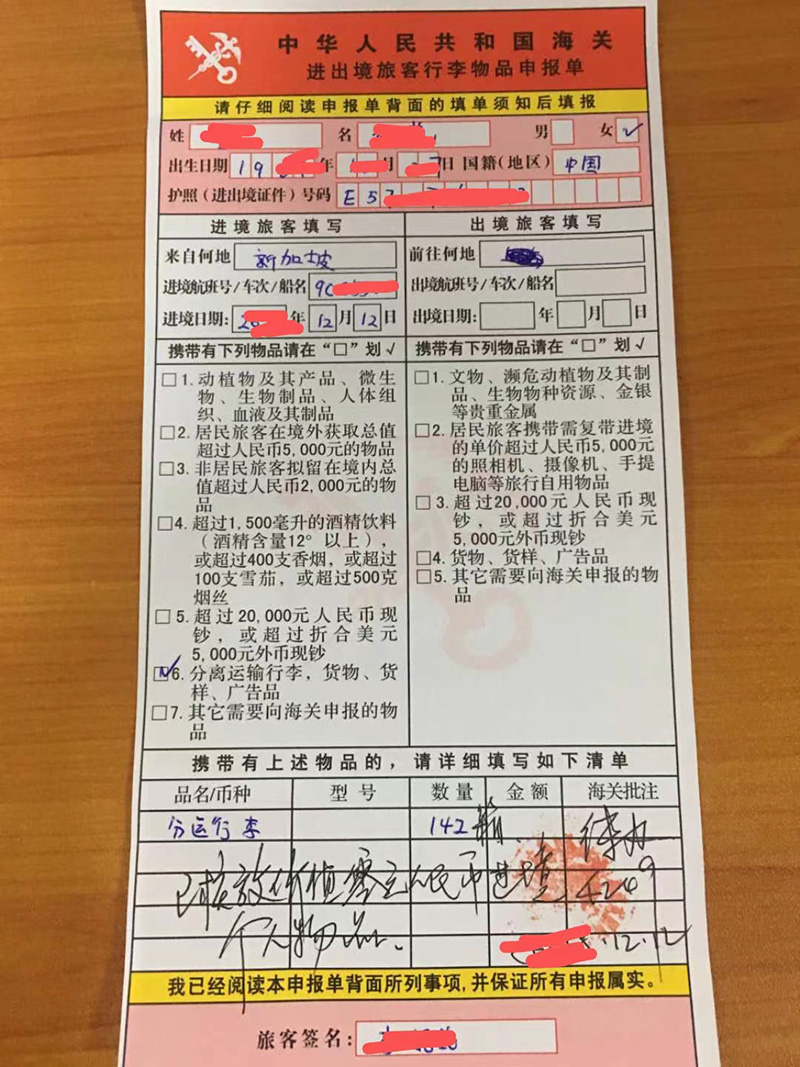 中华人民共和国海关
进出境旅客行李物品申报单
请仔细阅读申报单背面的填单须知后填报
姓 名 男 女 ✓
出生日期 1 9 年 1 月 日 国籍(地区) 中国
护照(进出境证件)号码 E 5
进境旅客填写
来自何地 新加坡
进境航班号/车次/船名 9C
进境日期: 年 12 月 12 日
携带有下列物品请在“□”划√
□1. 动植物及其产品、微生
物、生物制品、人体组
织、血液及其制品
□2. 居民旅客在境外获取总值
超过人民币5,000元的物品
□3. 非居民旅客拟留在境内总
值超过人民币2,000元的物
品
□4. 超过1,500毫升的酒精饮料
(酒精含量12°以上),
或超过400支香烟,或超过
100支雪茄,或超过500克
烟丝
□5. 超过20,000元人民币现
钞,或超过折合美元
5,000元外币现钞
☑6. 分离运输行李,货物、货
样、广告品
□7. 其它需要向海关申报的物
品
出境旅客填写
前往何地
出境航班号/车次/船名
出境日期: 年 月 日
携带有下列物品请在“□”划√
□1. 文物、濒危动植物及其制
品、生物物种资源、金银
等贵重金属
□2. 居民旅客携带需复带进境
的单价超过人民币5,000元
的照相机、摄像机、手提
电脑等旅行自用物品
□3. 超过20,000元人民币现
钞,或超过折合美元
5,000元外币现钞
□4. 货物、货样、广告品
□5. 其它需要向海关申报的物
品
携带有上述物品的,请详细填写如下清单
品名/币种 型号 数量 金额 海关批注
分运行李 142箱 待办
已核放价值零元人民币进境 4249
个人物品. .12.12
我已经阅读本申报单背面所列事项,并保证所有申报属实。
旅客签名: